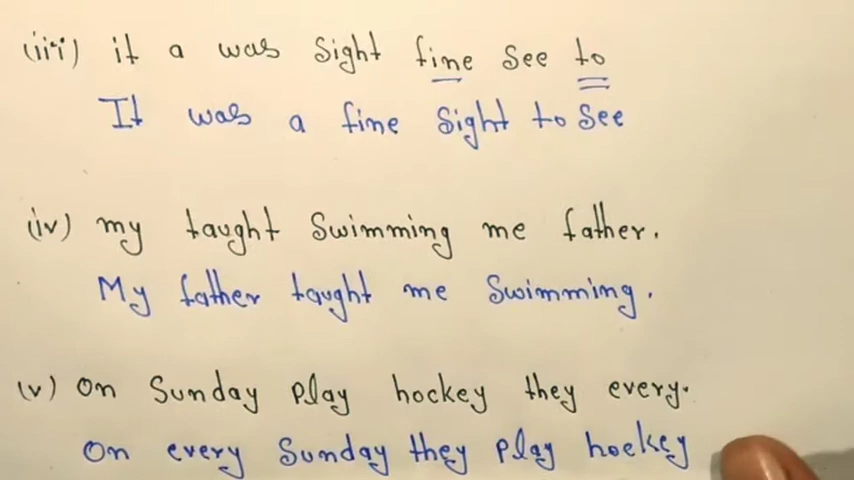 (iii) it a was sight fine see to
It was a fine sight to see
(iv) my taught swimming me father.
My father taught me swimming.
(v) on Sunday play hockey they every.
On every Sunday they play hockey